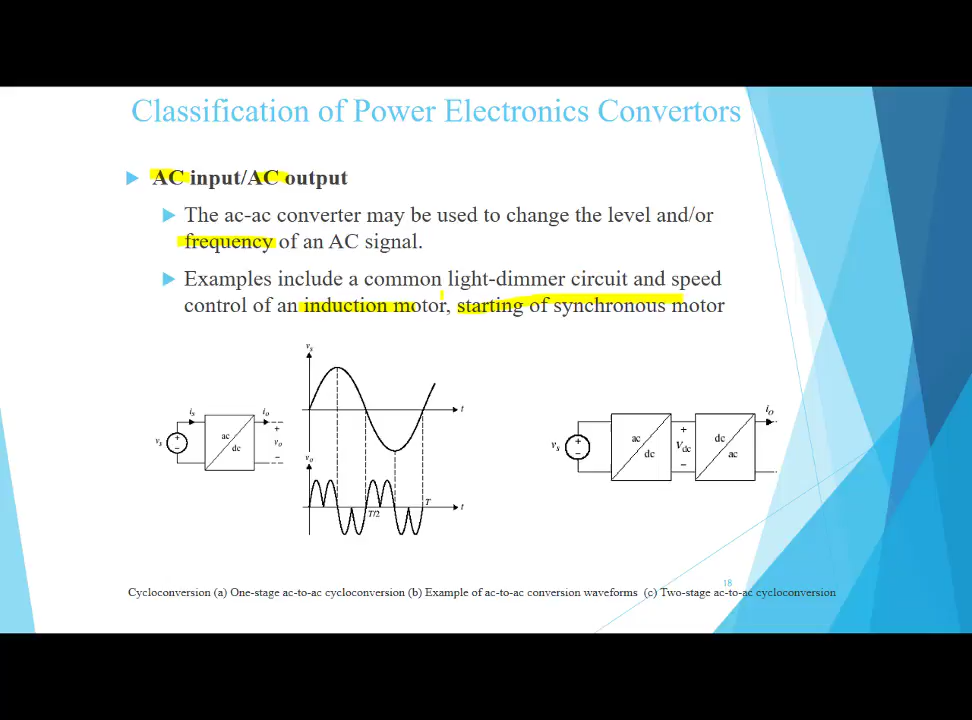 Classification of Power Electronics Convertors
AC input/AC output
The ac-ac converter may be used to change the level and/or
frequency of an AC signal.
Examples include a common light-dimmer circuit and speed
control of an induction motor, starting of synchronous motor
vs
t
is
io
vs
+
−
ac
dc
+
vo
−
vo
T/2
T
t
vs
+
−
ac
dc
+
Vdc
−
dc
ac
iO
18
Cycloconversion (a) One-stage ac-to-ac cycloconversion (b) Example of ac-to-ac conversion waveforms (c) Two-stage ac-to-ac cycloconversion